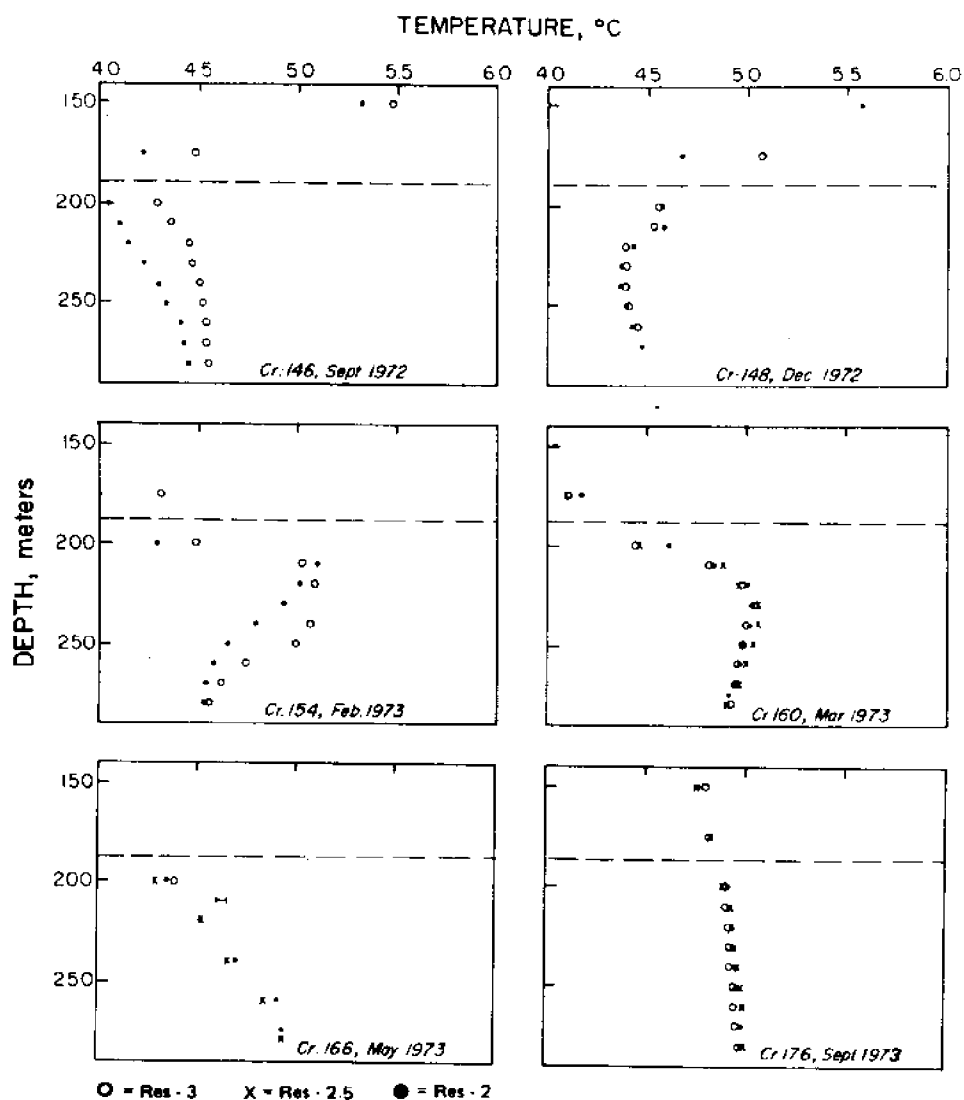 TEMPERATURE, °C
40 45 50 55 60 40 45 50 55 60
150
200
250
Cr. 146, Sept 1972
Cr-148, Dec 1972
DEPTH, meters
150
200
250
Cr. 154, Feb. 1973
Cr 160, Mar 1973
150
200
250
Cr. 166, May 1973
Cr 176, Sept 1973
O = Res - 3 X = Res - 2.5 ● = Res - 2